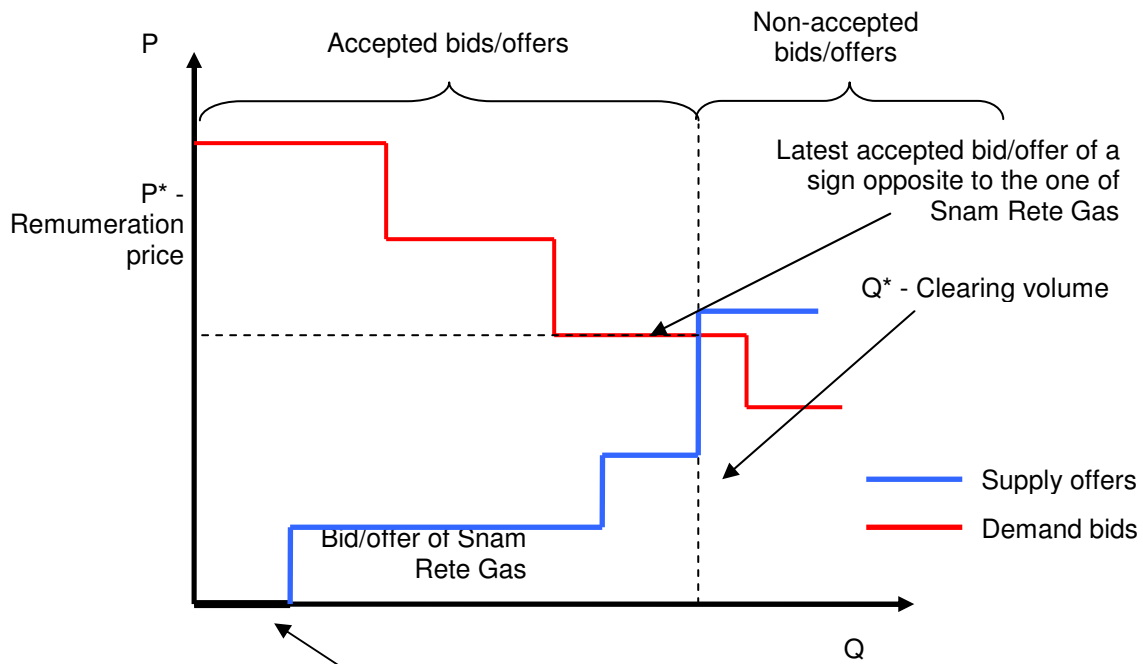 P
Accepted bids/offers
Non-accepted
bids/offers
Latest accepted bid/offer of a
sign opposite to the one of
Snam Rete Gas
P* -
Remumeration
price
Q* - Clearing volume
Supply offers
Demand bids
Bid/offer of Snam
Rete Gas
Q